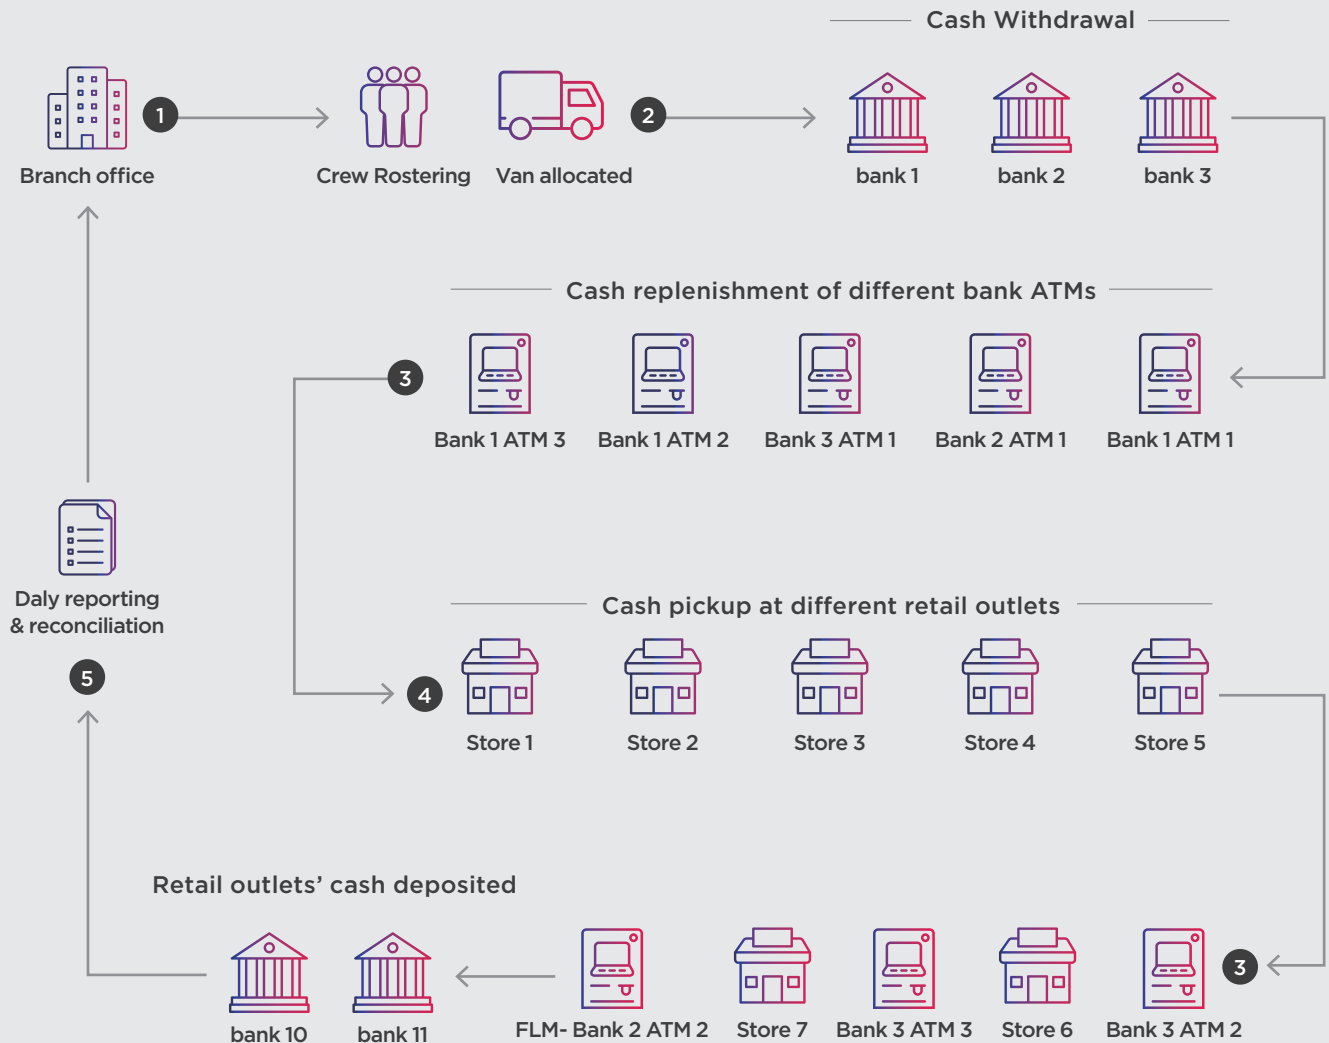 Cash Withdrawal
1
2
Branch office
Crew Rostering
Van allocated
bank 1
bank 2
bank 3
Cash replenishment of different bank ATMs
3
Bank 1 ATM 3
Bank 1 ATM 2
Bank 3 ATM 1
Bank 2 ATM 1
Bank 1 ATM 1
Daly reporting
& reconciliation
5
Cash pickup at different retail outlets
4
Store 1
Store 2
Store 3
Store 4
Store 5
Retail outlets’ cash deposited
3
bank 10
bank 11
FLM- Bank 2 ATM 2
Store 7
Bank 3 ATM 3
Store 6
Bank 3 ATM 2